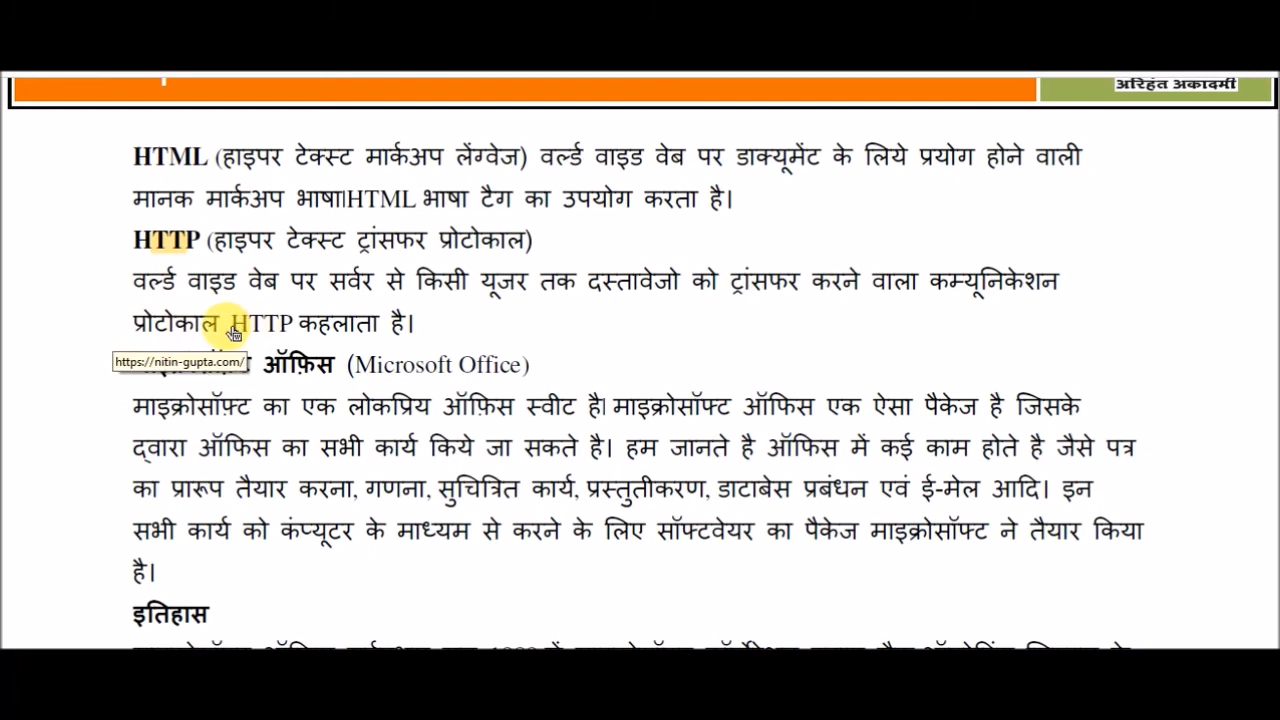 अरिहंत अकादमी
HTML (हाइपर टेक्स्ट मार्कअप लेंग्वेज) वर्ल्ड वाइड वेब पर डाक्यूमेंट के लिये प्रयोग होने वाली
मानक मार्कअप भाषा।HTML भाषा टैग का उपयोग करता है।
HTTP (हाइपर टेक्स्ट ट्रांसफर प्रोटोकाल)
वर्ल्ड वाइड वेब पर सर्वर से किसी यूजर तक दस्तावेजो को ट्रांसफर करने वाला कम्यूनिकेशन
प्रोटोकाल HTTP कहलाता है।
https://nitin-gupta.com/
ऑफ़िस (Microsoft Office)
माइक्रोसॉफ़्ट का एक लोकप्रिय ऑफ़िस स्वीट है। माइक्रोसॉफ्ट ऑफिस एक ऐसा पैकेज है जिसके
द्वारा ऑफिस का सभी कार्य किये जा सकते है। हम जानते है ऑफिस में कई काम होते है जैसे पत्र
का प्रारूप तैयार करना, गणना, सुचित्रित कार्य, प्रस्तुतीकरण, डाटाबेस प्रबंधन एवं ई-मेल आदि। इन
सभी कार्य को कंप्यूटर के माध्यम से करने के लिए सॉफ्टवेयर का पैकेज माइक्रोसॉफ्ट ने तैयार किया
है।
इतिहास